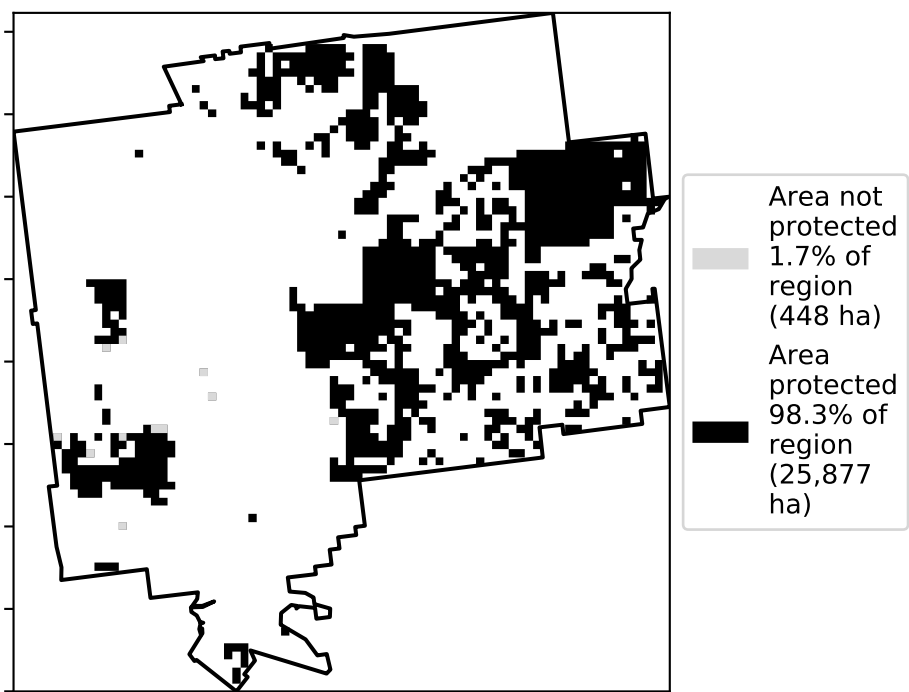 Area not
protected
1.7% of
region
(448 ha)
Area
protected
98.3% of
region
(25,877
ha)